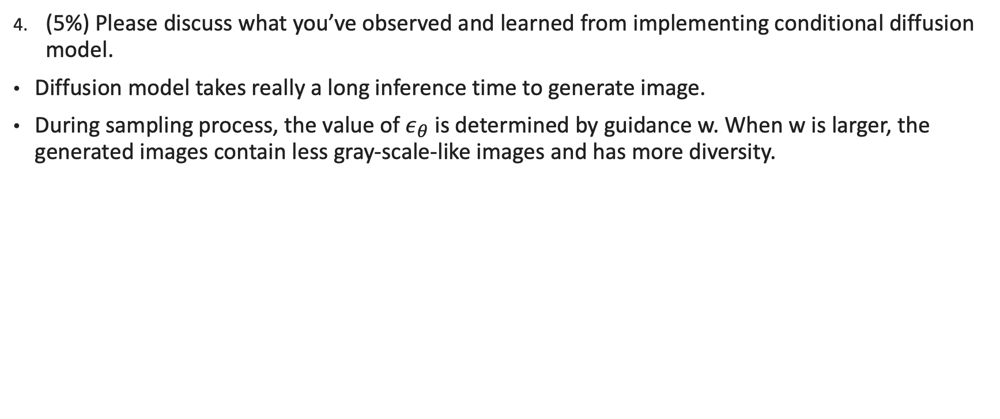 4. (5%) Please discuss what you’ve observed and learned from implementing conditional diffusion
model.
• Diffusion model takes really a long inference time to generate image.
• During sampling process, the value of ϵθ is determined by guidance w. When w is larger, the
generated images contain less gray-scale-like images and has more diversity.